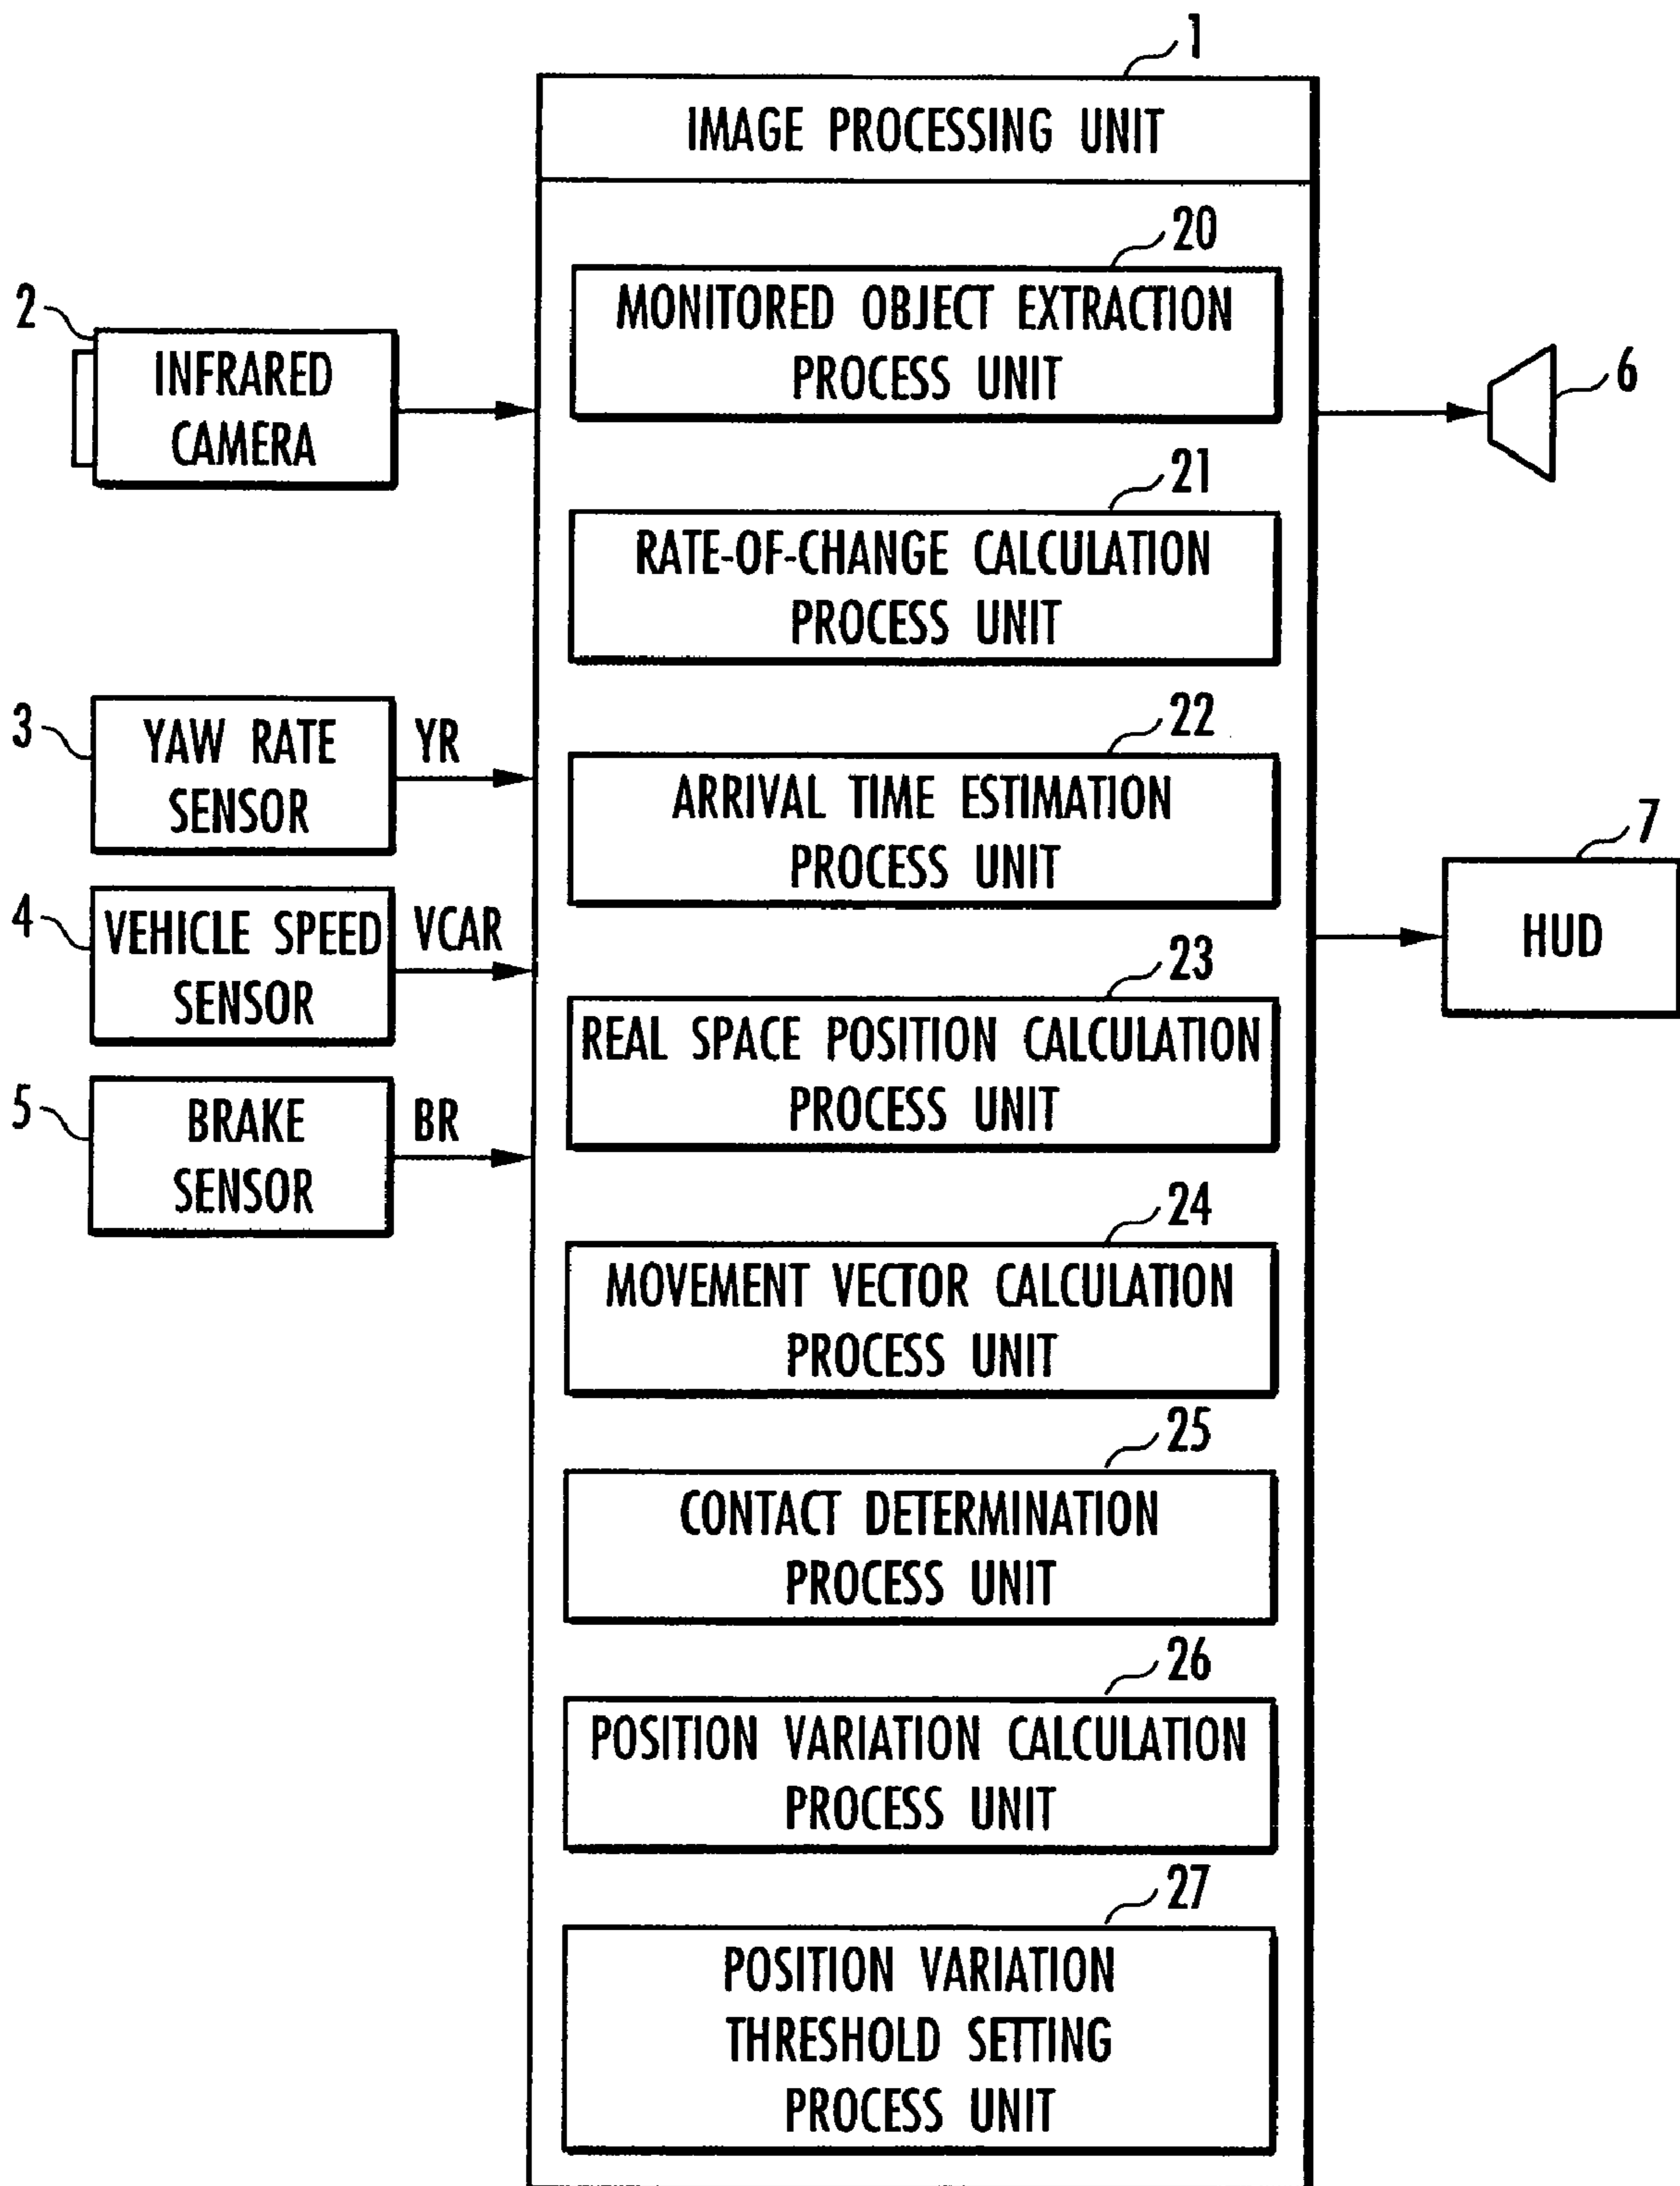 1
IMAGE PROCESSING UNIT
20
MONITORED OBJECT EXTRACTION
PROCESS UNIT
2
INFRARED
CAMERA
6
21
RATE-OF-CHANGE CALCULATION
PROCESS UNIT
3
YAW RATE
SENSOR
YR
22
ARRIVAL TIME ESTIMATION
PROCESS UNIT
7
HUD
4
VEHICLE SPEED
SENSOR
VCAR
23
REAL SPACE POSITION CALCULATION
PROCESS UNIT
5
BRAKE
SENSOR
BR
24
MOVEMENT VECTOR CALCULATION
PROCESS UNIT
25
CONTACT DETERMINATION
PROCESS UNIT
26
POSITION VARIATION CALCULATION
PROCESS UNIT
27
POSITION VARIATION
THRESHOLD SETTING
PROCESS UNIT